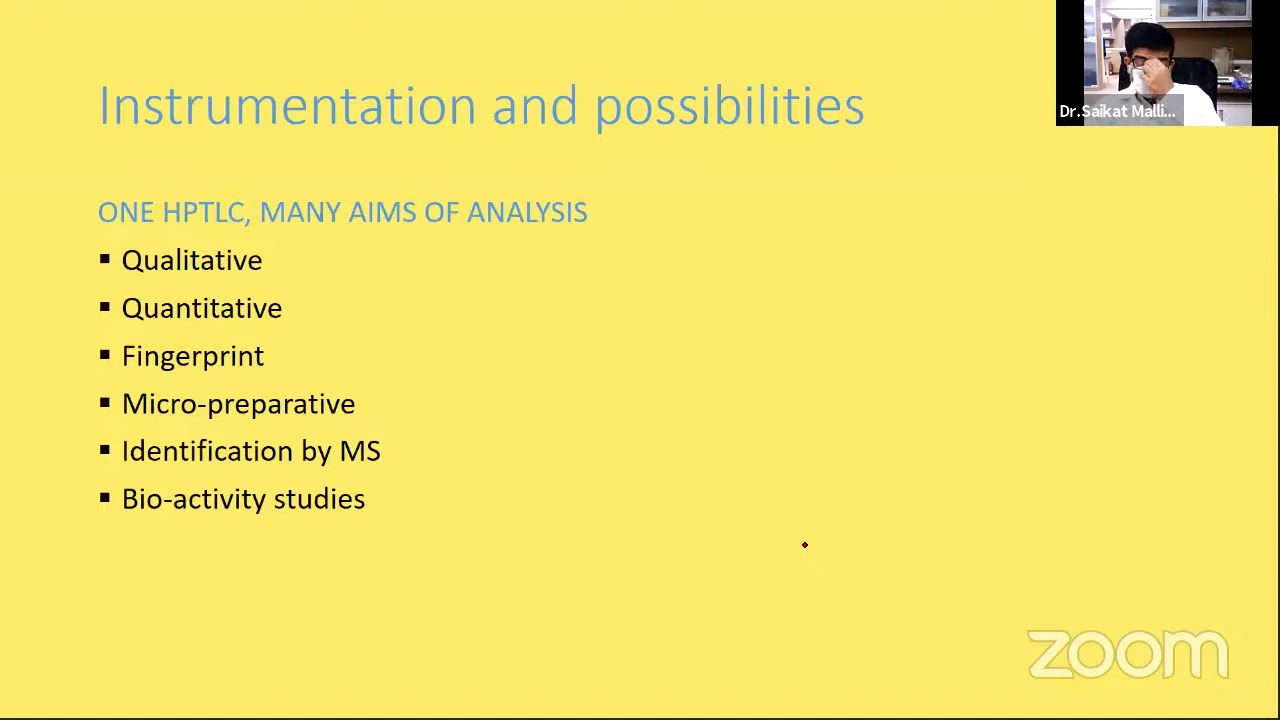 Instrumentation and possibilities
Dr.Saikat Malli...
ONE HPTLC, MANY AIMS OF ANALYSIS
▪ Qualitative
▪ Quantitative
▪ Fingerprint
▪ Micro-preparative
▪ Identification by MS
▪ Bio-activity studies
zoom